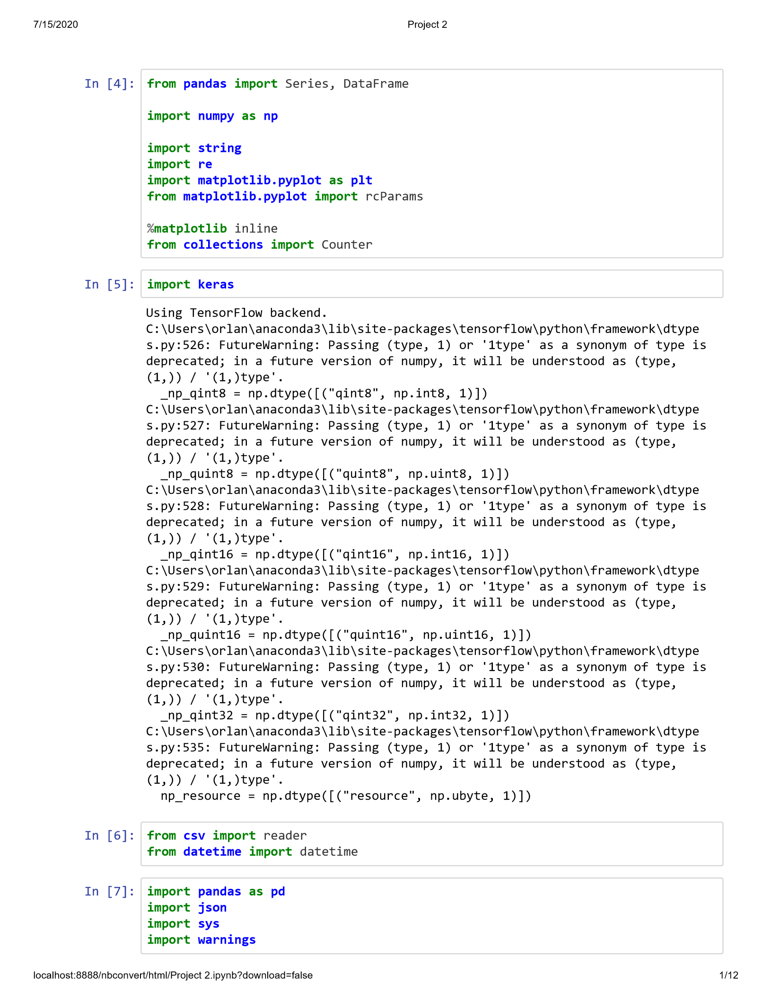 7/15/2020 Project 2
In [4]: from pandas import Series, DataFrame
import numpy as np
import string
import re
import matplotlib.pyplot as plt
from matplotlib.pyplot import rcParams
%matplotlib inline
from collections import Counter
In [5]: import keras
Using TensorFlow backend.
C:\Users\orlan\anaconda3\lib\site-packages\tensorflow\python\framework\dtype
s.py:526: FutureWarning: Passing (type, 1) or '1type' as a synonym of type is
deprecated; in a future version of numpy, it will be understood as (type,
(1,)) / '(1,)type'.
  _np_qint8 = np.dtype([("qint8", np.int8, 1)])
C:\Users\orlan\anaconda3\lib\site-packages\tensorflow\python\framework\dtype
s.py:527: FutureWarning: Passing (type, 1) or '1type' as a synonym of type is
deprecated; in a future version of numpy, it will be understood as (type,
(1,)) / '(1,)type'.
  _np_quint8 = np.dtype([("quint8", np.uint8, 1)])
C:\Users\orlan\anaconda3\lib\site-packages\tensorflow\python\framework\dtype
s.py:528: FutureWarning: Passing (type, 1) or '1type' as a synonym of type is
deprecated; in a future version of numpy, it will be understood as (type,
(1,)) / '(1,)type'.
  _np_qint16 = np.dtype([("qint16", np.int16, 1)])
C:\Users\orlan\anaconda3\lib\site-packages\tensorflow\python\framework\dtype
s.py:529: FutureWarning: Passing (type, 1) or '1type' as a synonym of type is
deprecated; in a future version of numpy, it will be understood as (type,
(1,)) / '(1,)type'.
  _np_quint16 = np.dtype([("quint16", np.uint16, 1)])
C:\Users\orlan\anaconda3\lib\site-packages\tensorflow\python\framework\dtype
s.py:530: FutureWarning: Passing (type, 1) or '1type' as a synonym of type is
deprecated; in a future version of numpy, it will be understood as (type,
(1,)) / '(1,)type'.
  _np_qint32 = np.dtype([("qint32", np.int32, 1)])
C:\Users\orlan\anaconda3\lib\site-packages\tensorflow\python\framework\dtype
s.py:535: FutureWarning: Passing (type, 1) or '1type' as a synonym of type is
deprecated; in a future version of numpy, it will be understood as (type,
(1,)) / '(1,)type'.
  np_resource = np.dtype([("resource", np.ubyte, 1)])
In [6]: from csv import reader
from datetime import datetime
In [7]: import pandas as pd
import json
import sys
import warnings
localhost:8888/nbconvert/html/Project 2.ipynb?download=false 1/12